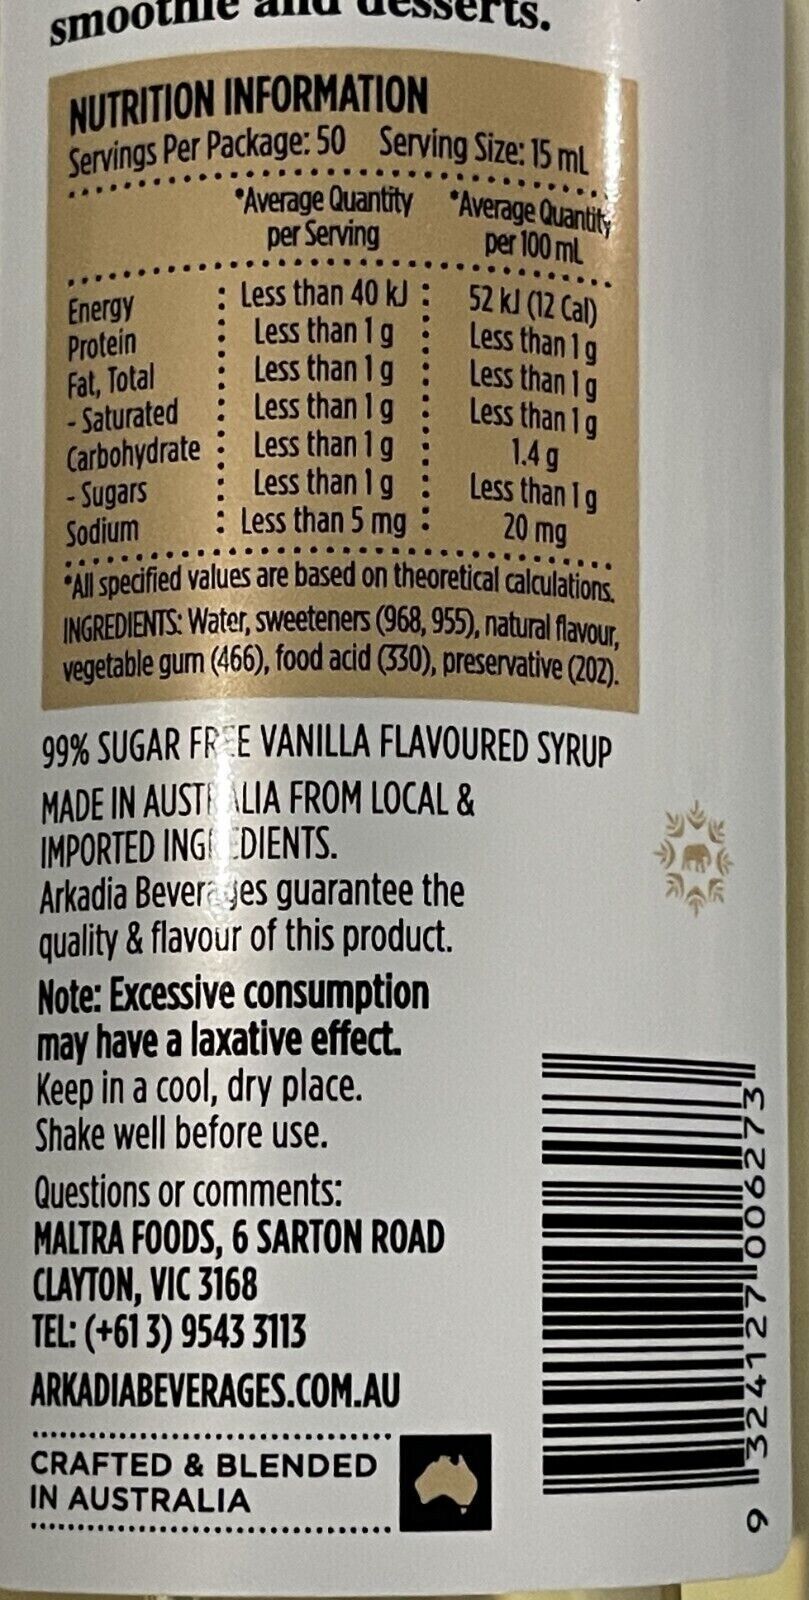 smoothie and desserts.
NUTRITION INFORMATION
Servings Per Package: 50 Serving Size: 15 mL
*Average Quantity per Serving *Average Quantity per 100 mL
Energy Less than 40 kJ 52 kJ (12 Cal)
Protein Less than 1 g Less than 1 g
Fat, Total Less than 1 g Less than 1 g
- Saturated Less than 1 g Less than 1 g
Carbohydrate Less than 1 g 1.4 g
- Sugars Less than 1 g Less than 1 g
Sodium Less than 5 mg 20 mg
*All specified values are based on theoretical calculations.
INGREDIENTS: Water, sweeteners (968, 955), natural flavour,
vegetable gum (466), food acid (330), preservative (202).
99% SUGAR FREE VANILLA FLAVOURED SYRUP
MADE IN AUSTRALIA FROM LOCAL &
IMPORTED INGREDIENTS.
Arkadia Beverages guarantee the
quality & flavour of this product.
Note: Excessive consumption
may have a laxative effect.
Keep in a cool, dry place.
Shake well before use.
Questions or comments:
MALTRA FOODS, 6 SARTON ROAD
CLAYTON, VIC 3168
TEL: (+61 3) 9543 3113
ARKADIABEVERAGES.COM.AU
CRAFTED & BLENDED
IN AUSTRALIA
9 324127 006273